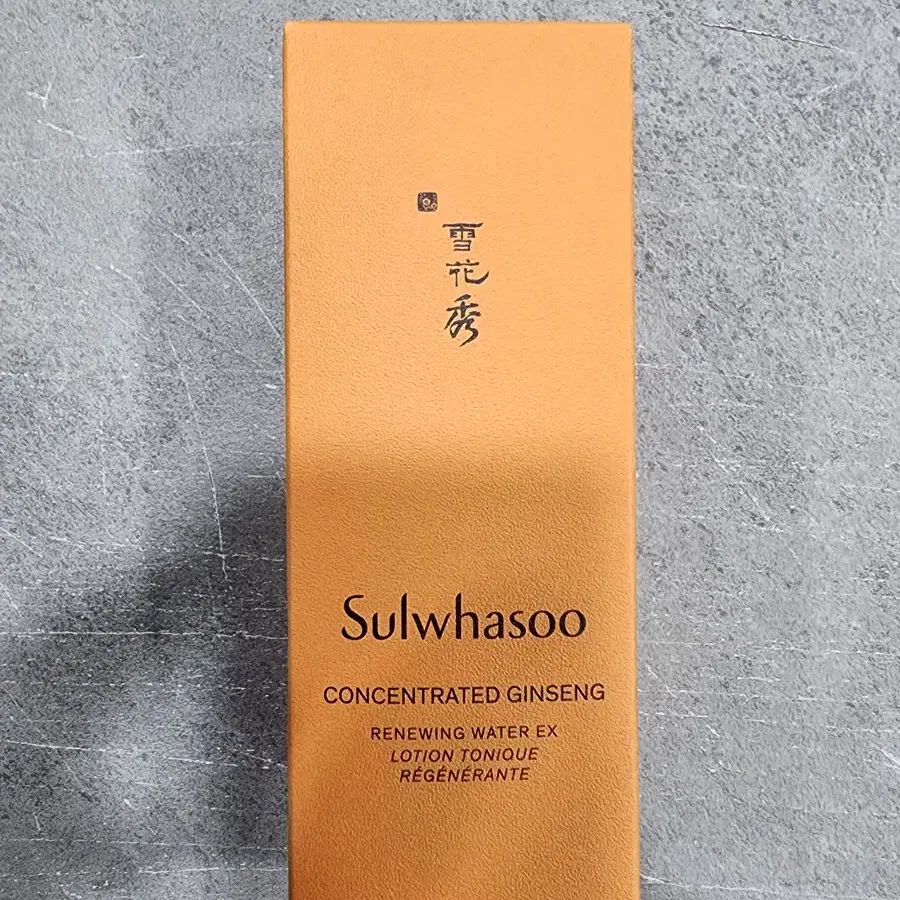 雪花秀
Sulwhasoo
CONCENTRATED GINSENG
RENEWING WATER EX
LOTION TONIQUE
RÉGÉNÉRANTE